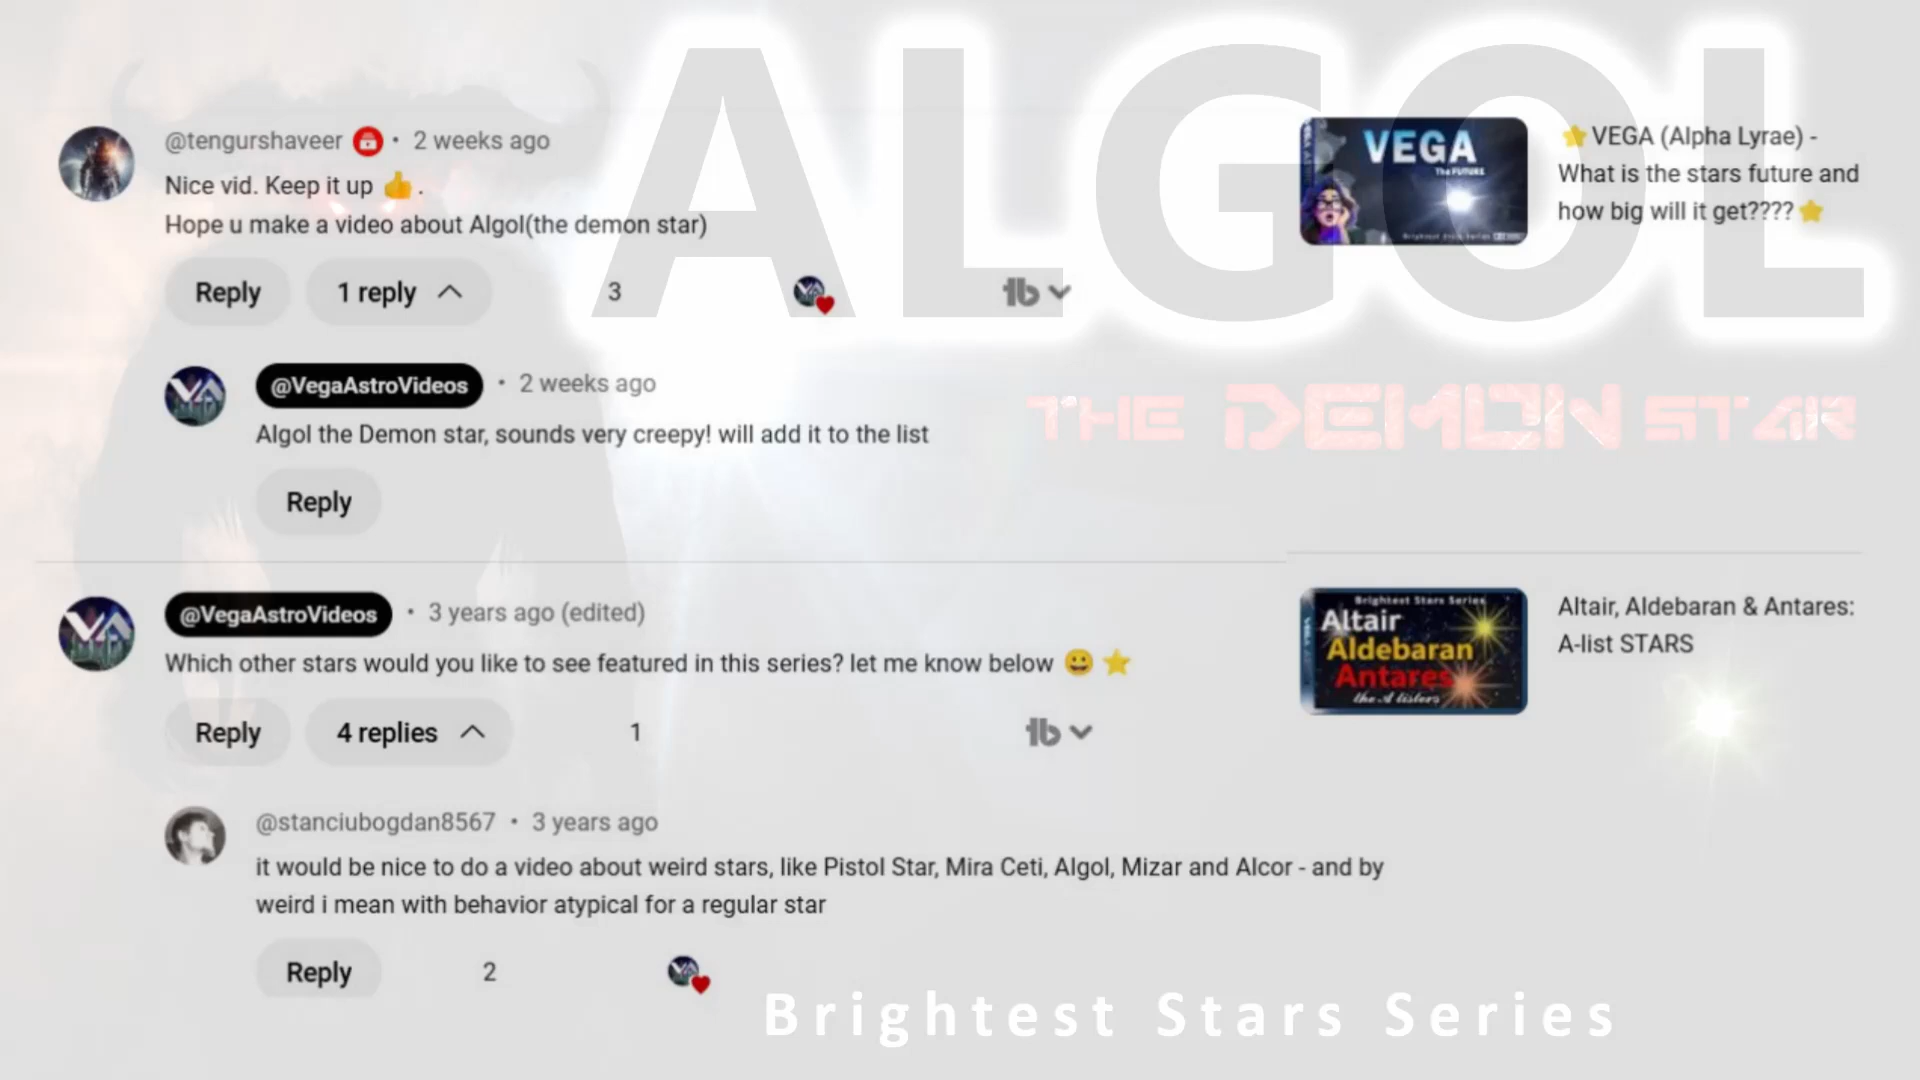 ALGOL
THE DEMON STAR
@tengurshaveer • 2 weeks ago
Nice vid. Keep it up 👍 .
Hope u make a video about Algol(the demon star)
Reply 1 reply 3
VEGA
The FUTURE
Brightest Stars Series
⭐VEGA (Alpha Lyrae) -
What is the stars future and
how big will it get????⭐
@VegaAstroVideos • 2 weeks ago
Algol the Demon star, sounds very creepy! will add it to the list
Reply
@VegaAstroVideos • 3 years ago (edited)
Which other stars would you like to see featured in this series? let me know below 😀 ⭐
Reply 4 replies 1
Brightest Stars Series
Altair
Aldebaran
Antares
the A listers
Altair, Aldebaran & Antares:
A-list STARS
@stanciubogdan8567 • 3 years ago
it would be nice to do a video about weird stars, like Pistol Star, Mira Ceti, Algol, Mizar and Alcor - and by
weird i mean with behavior atypical for a regular star
Reply 2
Brightest Stars Series